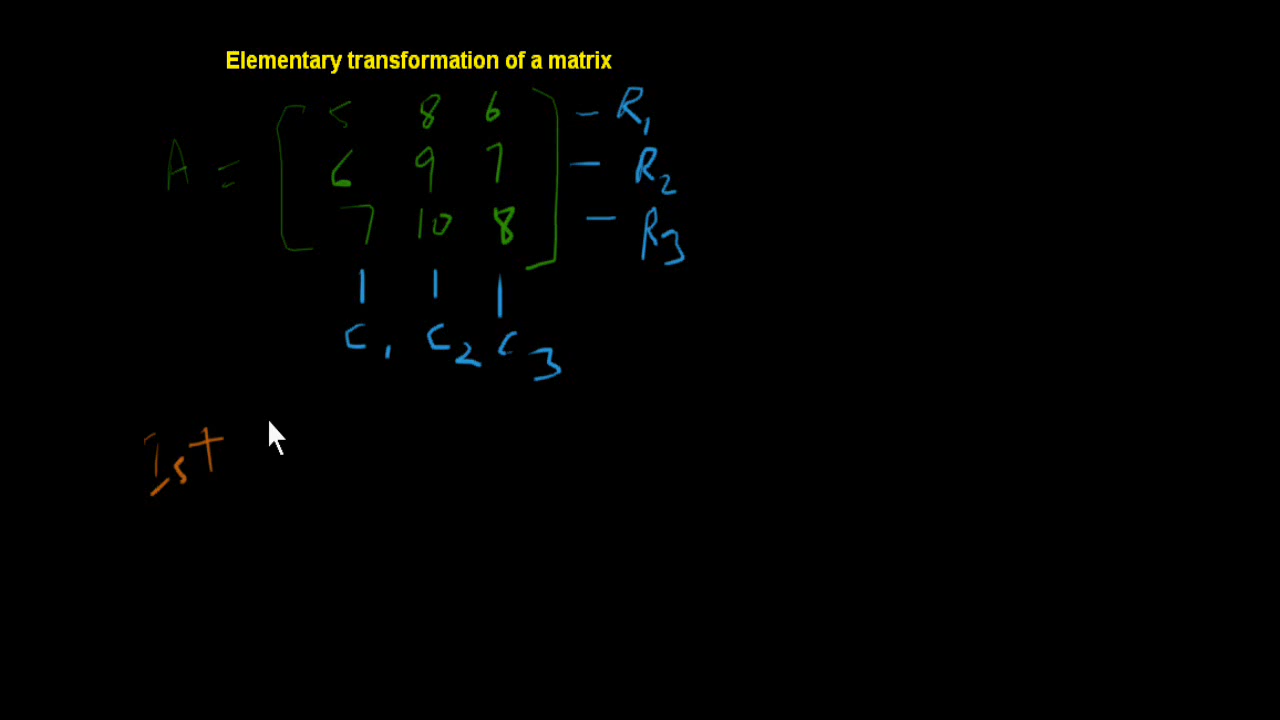 Elementary transformation of a matrix
5 8 6 - R1
A = 6 9 7 - R2
7 10 8 - R3
C1 C2 C3
Ist